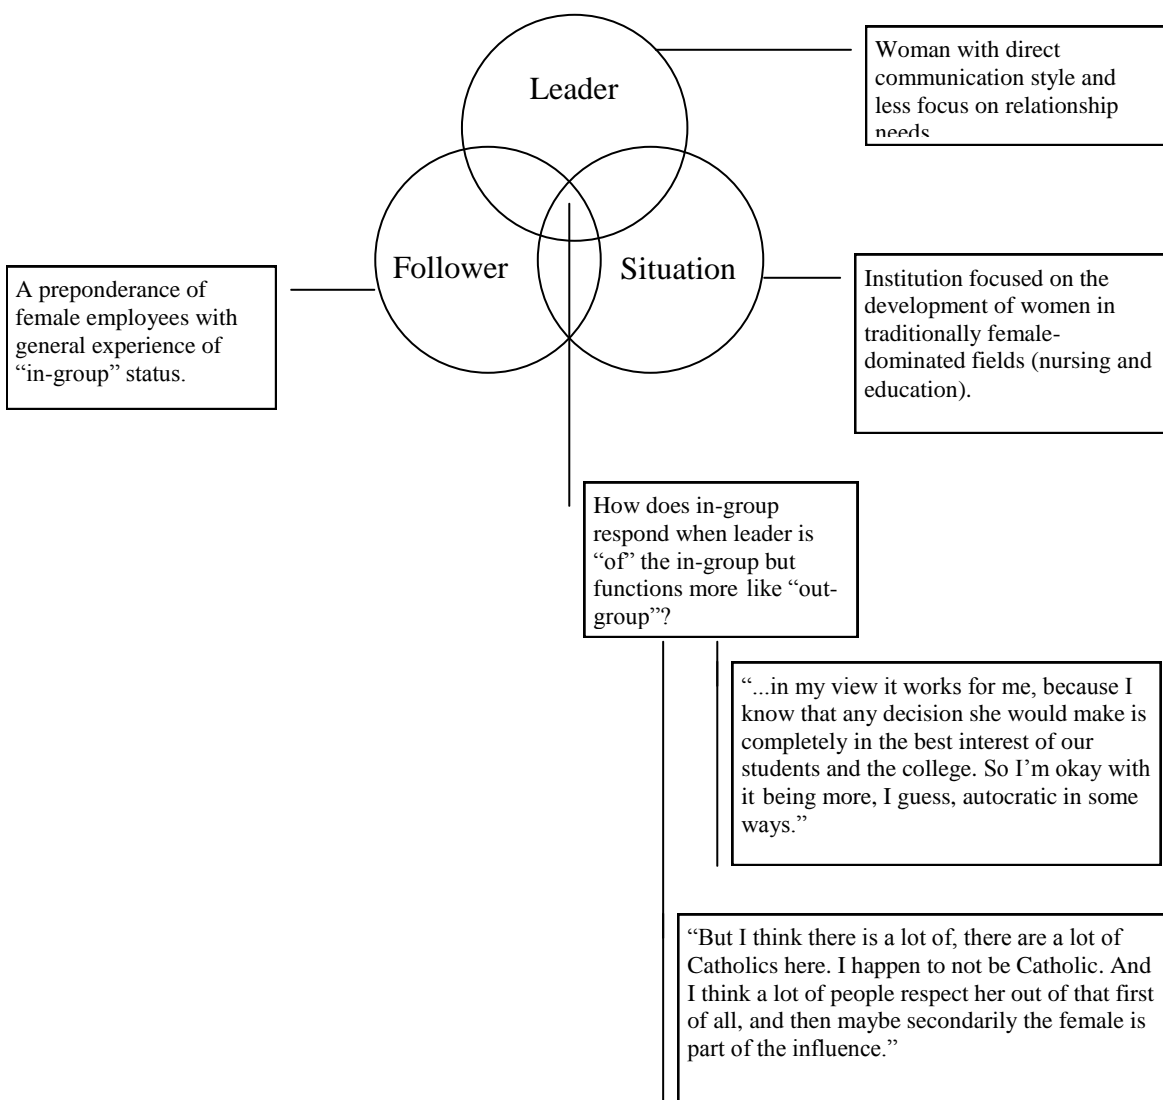 Leader
Woman with direct
communication style and
less focus on relationship
needs
Follower
Situation
A preponderance of
female employees with
general experience of
“in-group” status.
Institution focused on the
development of women in
traditionally female-
dominated fields (nursing and
education).
How does in-group
respond when leader is
“of” the in-group but
functions more like “out-
group”?
“...in my view it works for me, because I
know that any decision she would make is
completely in the best interest of our
students and the college. So I’m okay with
it being more, I guess, autocratic in some
ways.”
“But I think there is a lot of, there are a lot of
Catholics here. I happen to not be Catholic. And
I think a lot of people respect her out of that first
of all, and then maybe secondarily the female is
part of the influence.”